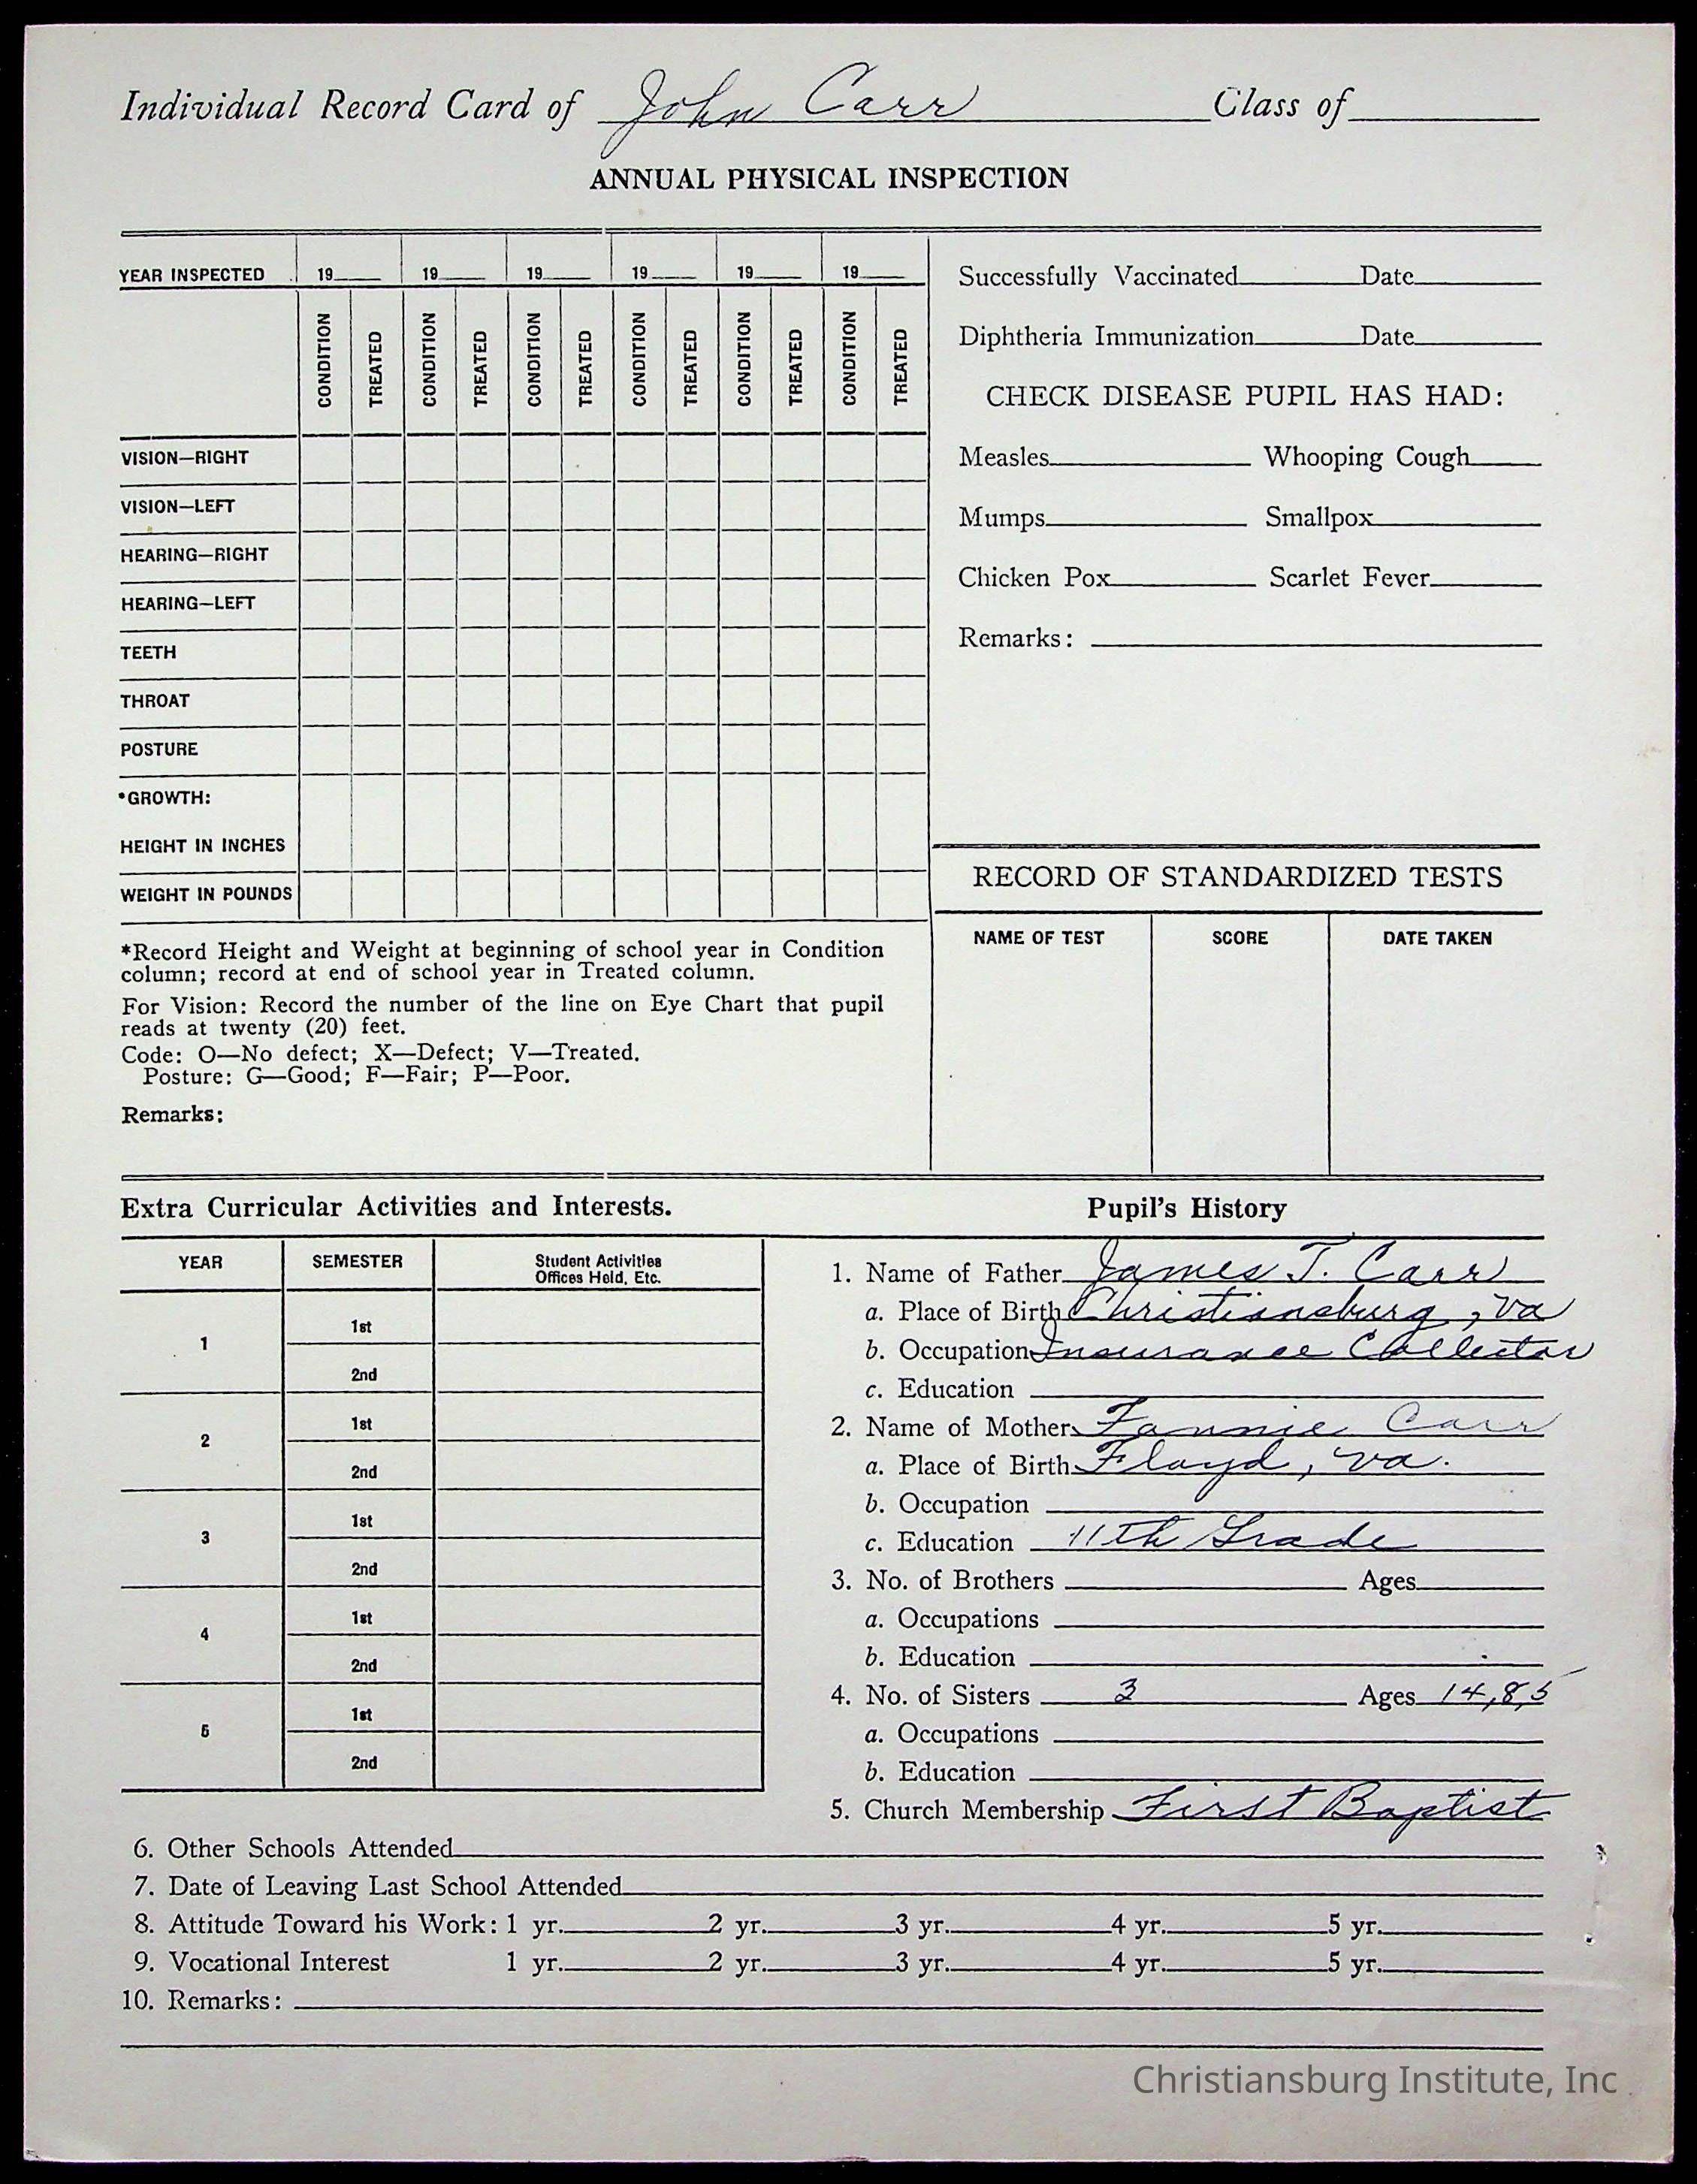 Individual Record Card of John Carr Class of
ANNUAL PHYSICAL INSPECTION
YEAR INSPECTED 19 19 19 19 19 19
CONDITION TREATED CONDITION TREATED CONDITION TREATED CONDITION TREATED CONDITION TREATED CONDITION TREATED
VISION—RIGHT
VISION—LEFT
HEARING—RIGHT
HEARING—LEFT
TEETH
THROAT
POSTURE
*GROWTH:
HEIGHT IN INCHES
WEIGHT IN POUNDS
*Record Height and Weight at beginning of school year in Condition
column; record at end of school year in Treated column.
For Vision: Record the number of the line on Eye Chart that pupil
reads at twenty (20) feet.
Code: O—No defect; X—Defect; V—Treated.
Posture: G—Good; F—Fair; P—Poor.
Remarks:
Successfully Vaccinated Date
Diphtheria Immunization Date
CHECK DISEASE PUPIL HAS HAD:
Measles Whooping Cough
Mumps Smallpox
Chicken Pox Scarlet Fever
Remarks:
RECORD OF STANDARDIZED TESTS
NAME OF TEST SCORE DATE TAKEN
Extra Curricular Activities and Interests.
YEAR SEMESTER Student Activities
Offices Held, Etc.
1 1st
2nd
2 1st
2nd
3 1st
2nd
4 1st
2nd
5 1st
2nd
Pupil's History
1. Name of Father James T. Carr
a. Place of Birth Christiansburg, Va
b. Occupation Insurance Collector
c. Education
2. Name of Mother Fannie Carr
a. Place of Birth Floyd, Va.
b. Occupation
c. Education 11th Grade
3. No. of Brothers Ages
a. Occupations
b. Education
4. No. of Sisters 3 Ages 14,8,5
a. Occupations
b. Education
5. Church Membership First Baptist
6. Other Schools Attended
7. Date of Leaving Last School Attended
8. Attitude Toward his Work: 1 yr. 2 yr. 3 yr. 4 yr. 5 yr.
9. Vocational Interest 1 yr. 2 yr. 3 yr. 4 yr. 5 yr.
10. Remarks:
Christiansburg Institute, Inc